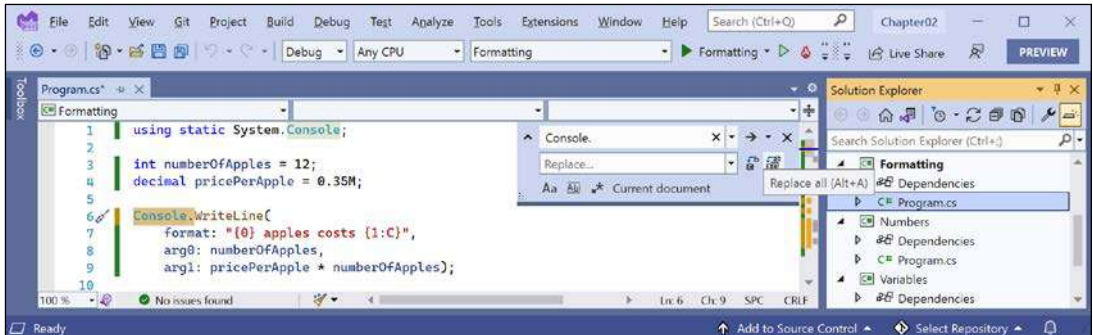 File Edit View Git Project Build Debug Test Analyze Tools Extensions Window Help Search (Ctrl+Q) Chapter02
Debug Any CPU Formatting Formatting Live Share PREVIEW
Toolbox
Program.cs*
Formatting
1 using static System.Console;
2
3 int numberOfApples = 12;
4 decimal pricePerApple = 0.35M;
5
6 Console.WriteLine(
7 format: "{0} apples costs {1:C}",
8 arg0: numberOfApples,
9 arg1: pricePerApple * numberOfApples);
10
Console.
Replace...
Aa Ab .* Current document
Replace all (Alt+A)
100 % No issues found Ln: 6 Ch: 9 SPC CRLF
Solution Explorer
Search Solution Explorer (Ctrl+;)
Formatting
Dependencies
C# Program.cs
C# Numbers
Dependencies
C# Program.cs
C# Variables
Dependencies
Ready Add to Source Control Select Repository